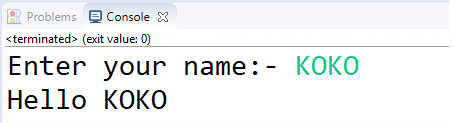 Problems Console
<terminated> (exit value: 0)
Enter your name:- KOKO
Hello KOKO